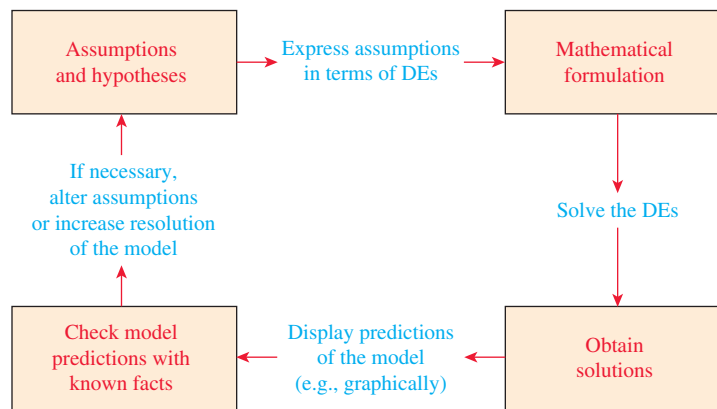 Assumptions
and hypotheses
Express assumptions
in terms of DEs
Mathematical
formulation
If necessary,
alter assumptions
or increase resolution
of the model
Solve the DEs
Check model
predictions with
known facts
Display predictions
of the model
(e.g., graphically)
Obtain
solutions